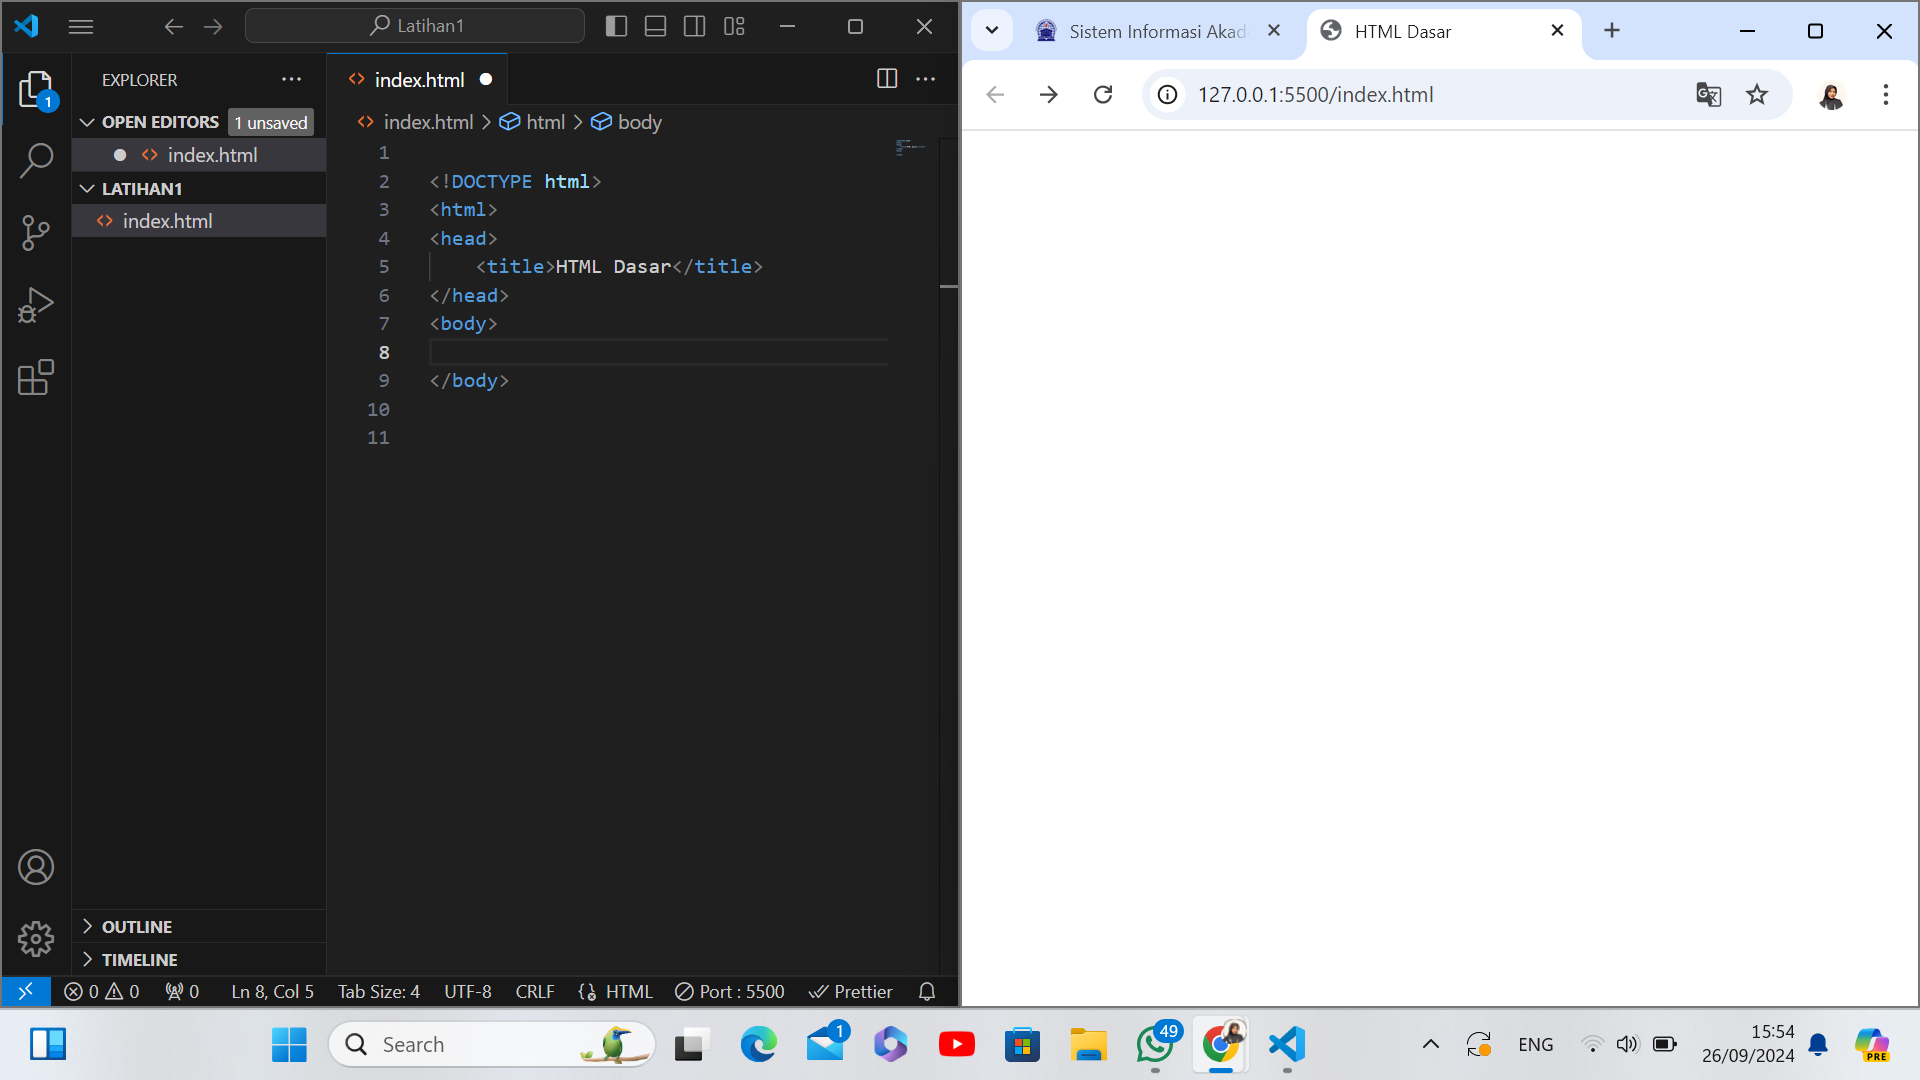 Latihan1
EXPLORER
1
OPEN EDITORS 1 unsaved
index.html
LATIHAN1
index.html
OUTLINE
TIMELINE
index.html
index.html > html > body
1
2 <!DOCTYPE html>
3 <html>
4 <head>
5 <title>HTML Dasar</title>
6 </head>
7 <body>
8
9 </body>
10
11
0 0 0 Ln 8, Col 5 Tab Size: 4 UTF-8 CRLF HTML Port : 5500 Prettier
Sistem Informasi Akad
HTML Dasar
127.0.0.1:5500/index.html
Search
1
49
ENG
15:54
26/09/2024
PRE